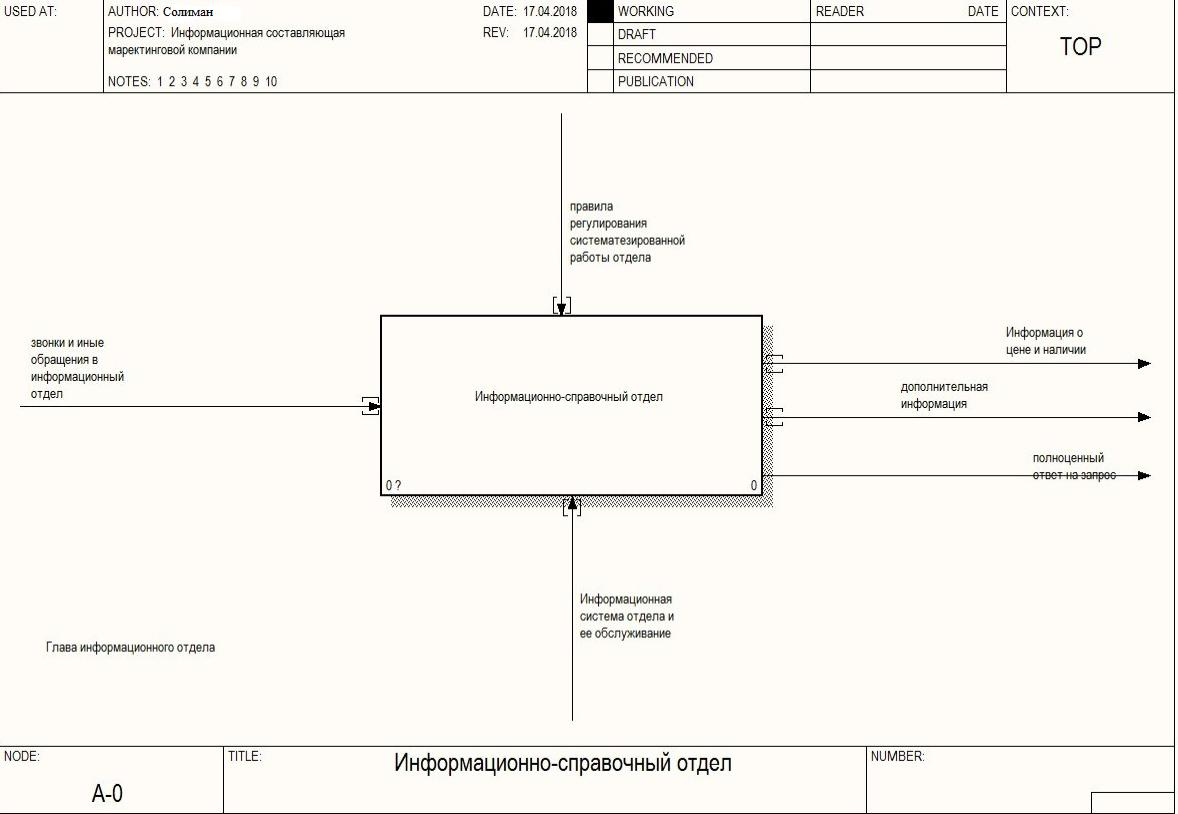 USED AT:
AUTHOR: Солиман
DATE: 17.04.2018
PROJECT: Информационная составляющая
маректинговой компании
REV: 17.04.2018
NOTES: 1 2 3 4 5 6 7 8 9 10
WORKING
DRAFT
RECOMMENDED
PUBLICATION
READER
DATE
CONTEXT:
TOP
правила
регулирования
систематезированной
работы отдела
звонки и иные
обращения в
информационный
отдел
Информационно-справочный отдел
0 ?
0
Информация о
цене и наличии
дополнительная
информация
полноценный
ответ на запрос
Информационная
система отдела и
ее обслуживание
Глава информационного отдела
NODE:
A-0
TITLE:
Информационно-справочный отдел
NUMBER: